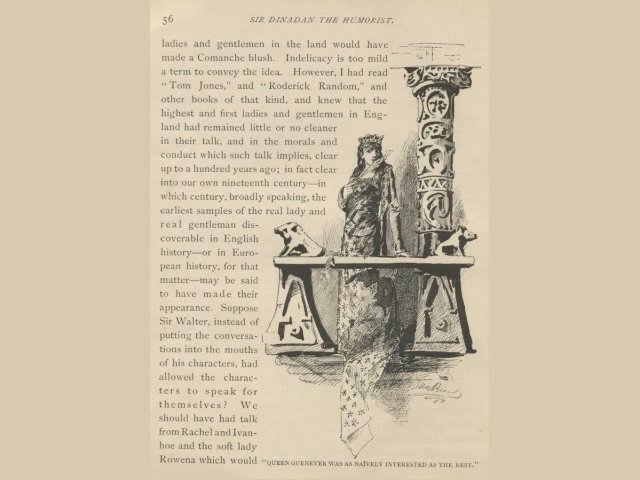 56
SIR DINADAN THE HUMORIST.
ladies and gentlemen in the land would have
made a Comanche blush. Indelicacy is too mild
a term to convey the idea. However, I had read
"Tom Jones," and "Roderick Random," and
other books of that kind, and knew that the
highest and first ladies and gentlemen in Eng-
land had remained little or no cleaner
in their talk, and in the morals and
conduct which such talk implies, clear
up to a hundred years ago; in fact clear
into our own nineteenth century—in
which century, broadly speaking, the
earliest samples of the real lady and
real gentleman dis-
coverable in English
history—or in Euro-
pean history, for that
matter—may be said
to have made their
appearance. Suppose
Sir Walter, instead of
putting the conversa-
tions into the mouths
of his characters, had
allowed the charac-
ters to speak for
themselves? We
should have had talk
from Rachel and Ivan-
hoe and the soft lady
Rowena which would
"QUEEN GUENEVER WAS AS NAÏVELY INTERESTED AS THE REST."